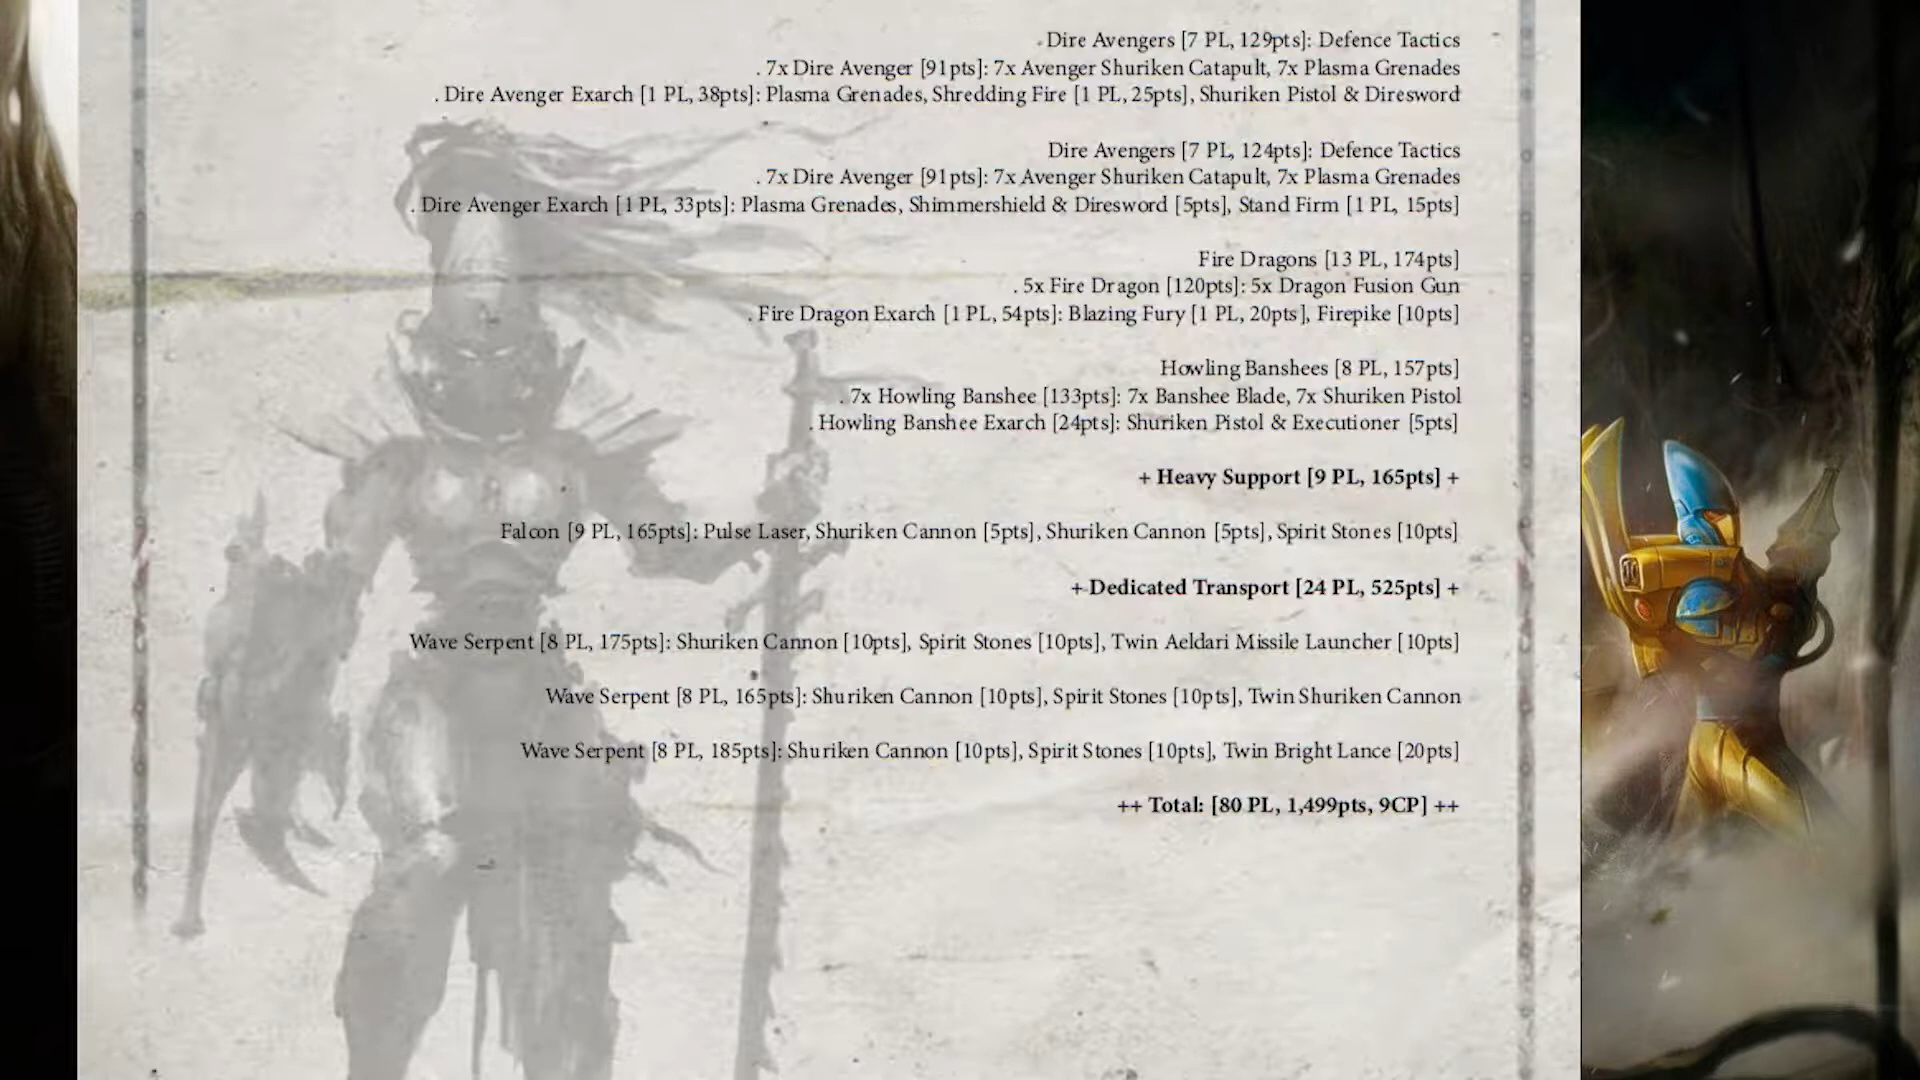 . Dire Avengers [7 PL, 129pts]: Defence Tactics
. 7x Dire Avenger [91pts]: 7x Avenger Shuriken Catapult, 7x Plasma Grenades
. Dire Avenger Exarch [1 PL, 38pts]: Plasma Grenades, Shredding Fire [1 PL, 25pts], Shuriken Pistol & Diresword
Dire Avengers [7 PL, 124pts]: Defence Tactics
. 7x Dire Avenger [91pts]: 7x Avenger Shuriken Catapult, 7x Plasma Grenades
. Dire Avenger Exarch [1 PL, 33pts]: Plasma Grenades, Shimmershield & Diresword [5pts], Stand Firm [1 PL, 15pts]
Fire Dragons [13 PL, 174pts]
. 5x Fire Dragon [120pts]: 5x Dragon Fusion Gun
. Fire Dragon Exarch [1 PL, 54pts]: Blazing Fury [1 PL, 20pts], Firepike [10pts]
Howling Banshees [8 PL, 157pts]
. 7x Howling Banshee [133pts]: 7x Banshee Blade, 7x Shuriken Pistol
. Howling Banshee Exarch [24pts]: Shuriken Pistol & Executioner [5pts]
+ Heavy Support [9 PL, 165pts] +
Falcon [9 PL, 165pts]: Pulse Laser, Shuriken Cannon [5pts], Shuriken Cannon [5pts], Spirit Stones [10pts]
+ Dedicated Transport [24 PL, 525pts] +
Wave Serpent [8 PL, 175pts]: Shuriken Cannon [10pts], Spirit Stones [10pts], Twin Aeldari Missile Launcher [10pts]
Wave Serpent [8 PL, 165pts]: Shuriken Cannon [10pts], Spirit Stones [10pts], Twin Shuriken Cannon
Wave Serpent [8 PL, 185pts]: Shuriken Cannon [10pts], Spirit Stones [10pts], Twin Bright Lance [20pts]
++ Total: [80 PL, 1,499pts, 9CP] ++